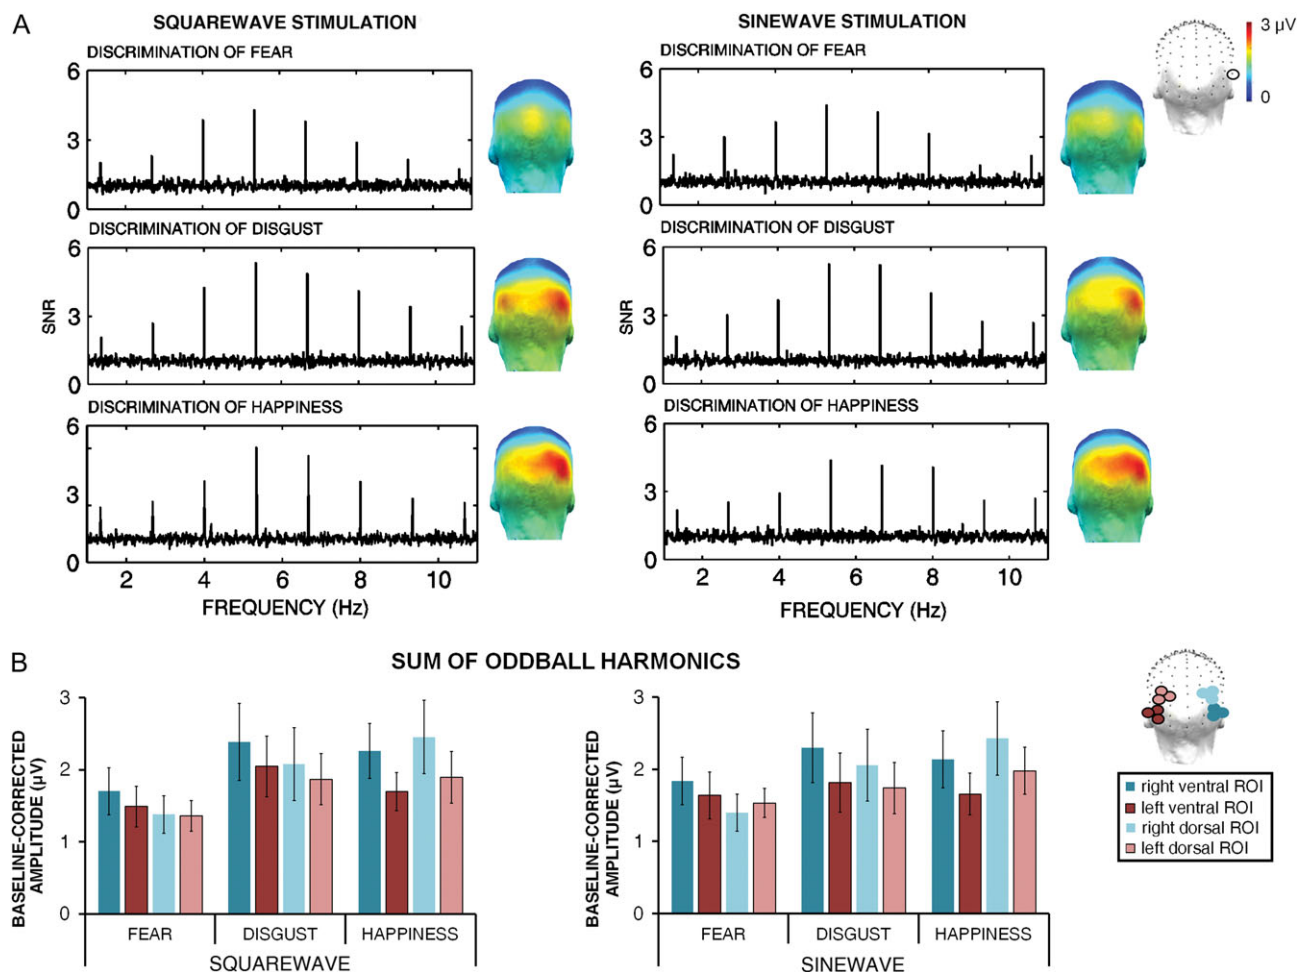 A
SQUAREWAVE STIMULATION
SINEWAVE STIMULATION
DISCRIMINATION OF FEAR
6
3
0
DISCRIMINATION OF FEAR
6
3
0
3 µV
0
DISCRIMINATION OF DISGUST
6
3
0
SNR
DISCRIMINATION OF DISGUST
6
3
0
SNR
DISCRIMINATION OF HAPPINESS
6
3
0
2 4 6 8 10
FREQUENCY (Hz)
DISCRIMINATION OF HAPPINESS
6
3
0
2 4 6 8 10
FREQUENCY (Hz)
B
SUM OF ODDBALL HARMONICS
BASELINE-CORRECTED
AMPLITUDE (µV)
3
2
1
0
FEAR DISGUST HAPPINESS
SQUAREWAVE
BASELINE-CORRECTED
AMPLITUDE (µV)
3
2
1
0
FEAR DISGUST HAPPINESS
SINEWAVE
right ventral ROI
left ventral ROI
right dorsal ROI
left dorsal ROI